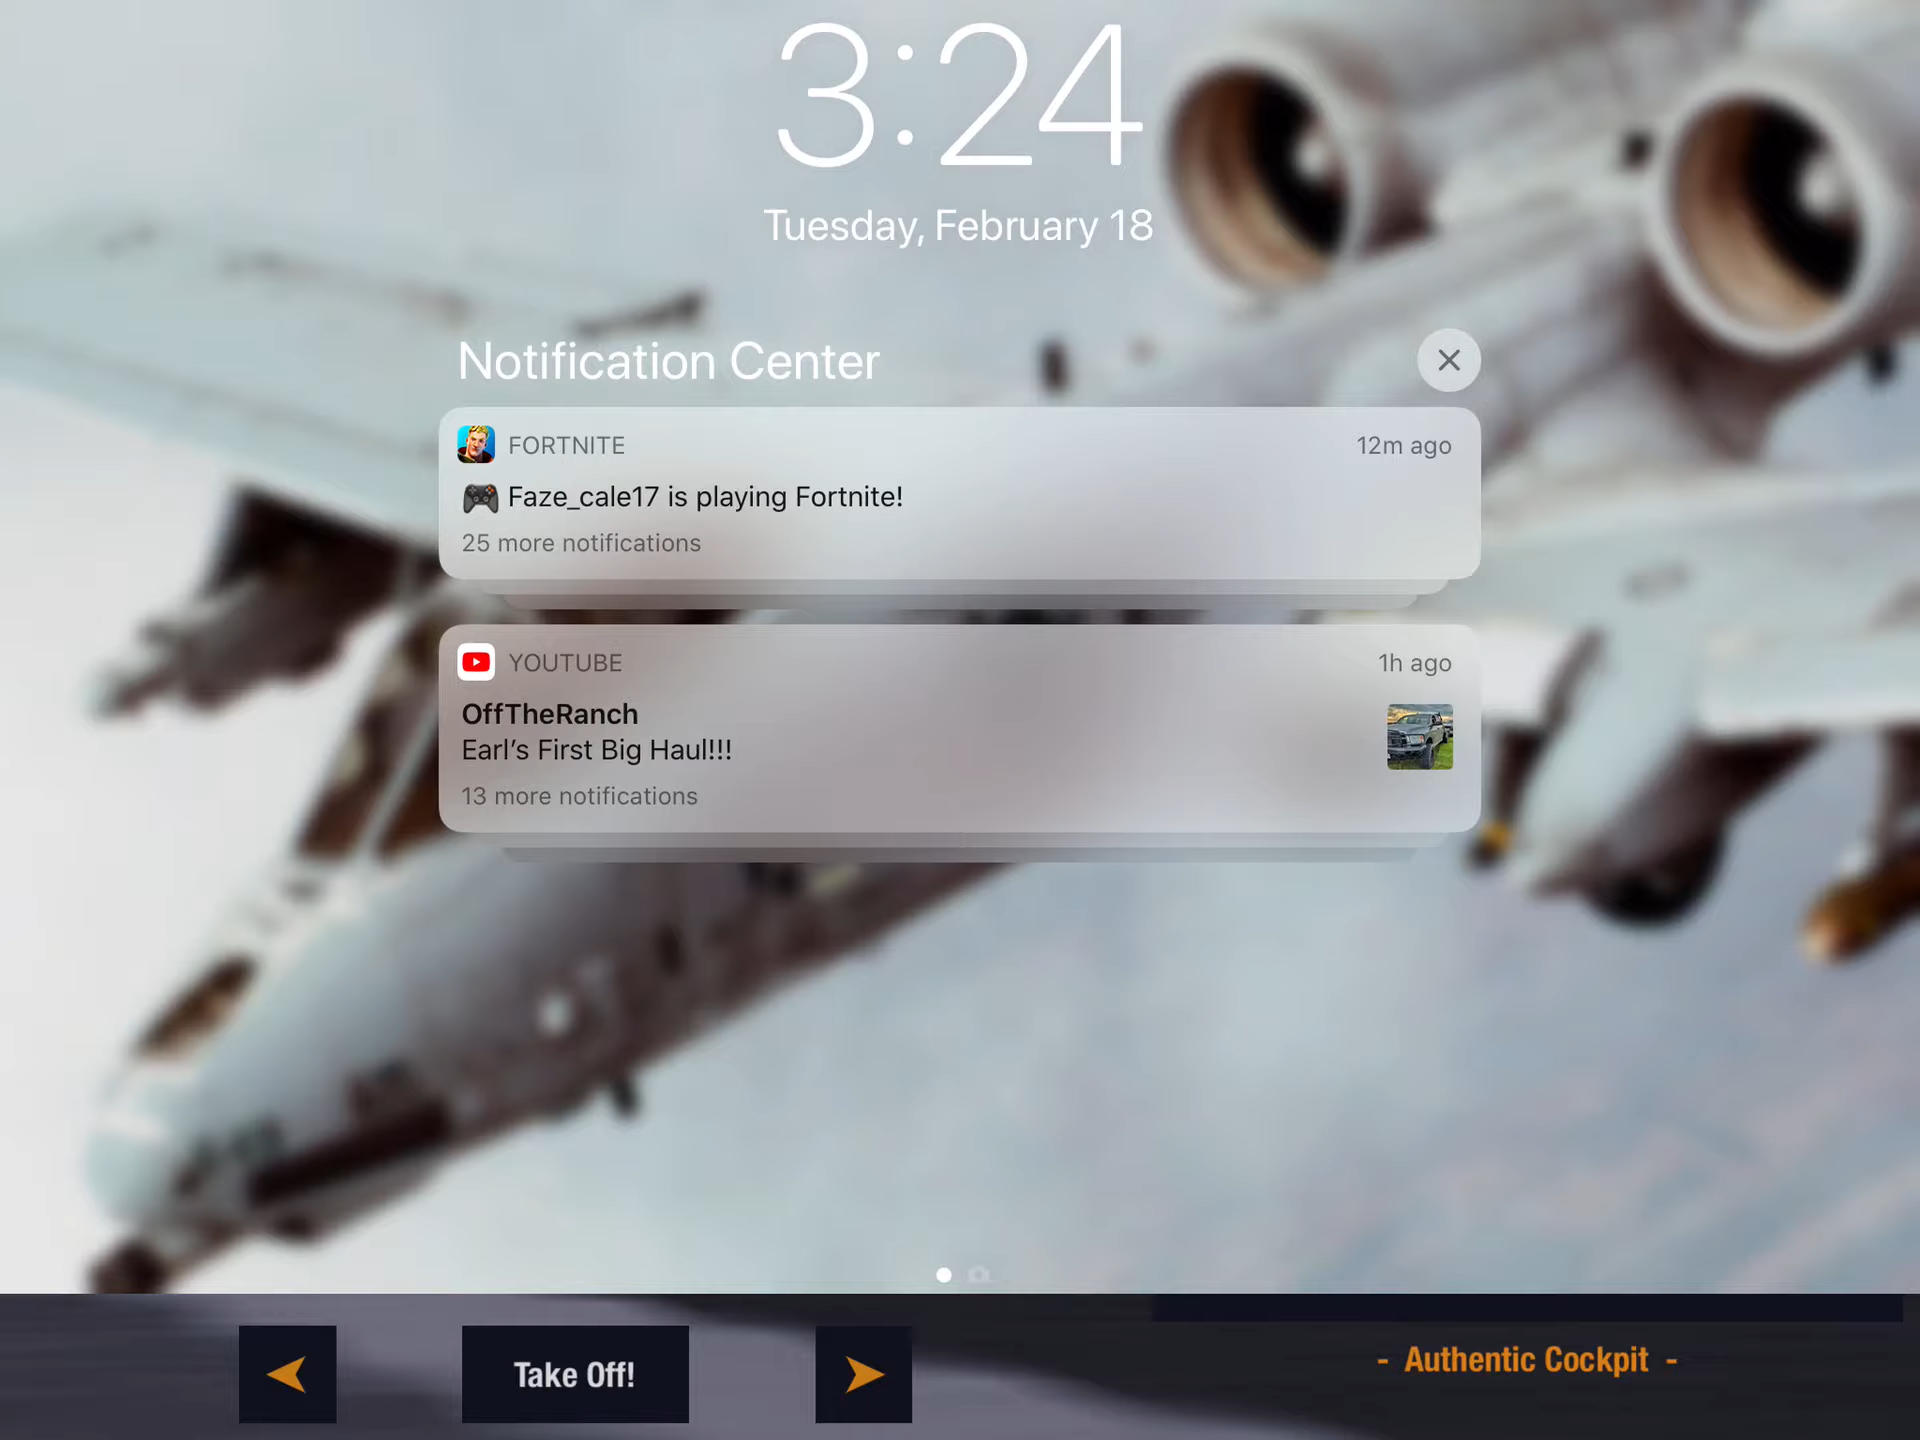 3:24
Tuesday, February 18
Notification Center
FORTNITE
12m ago
🎮 Faze_cale17 is playing Fortnite!
25 more notifications
YOUTUBE
1h ago
OffTheRanch
Earl’s First Big Haul!!!
13 more notifications
Take Off!
- Authentic Cockpit -